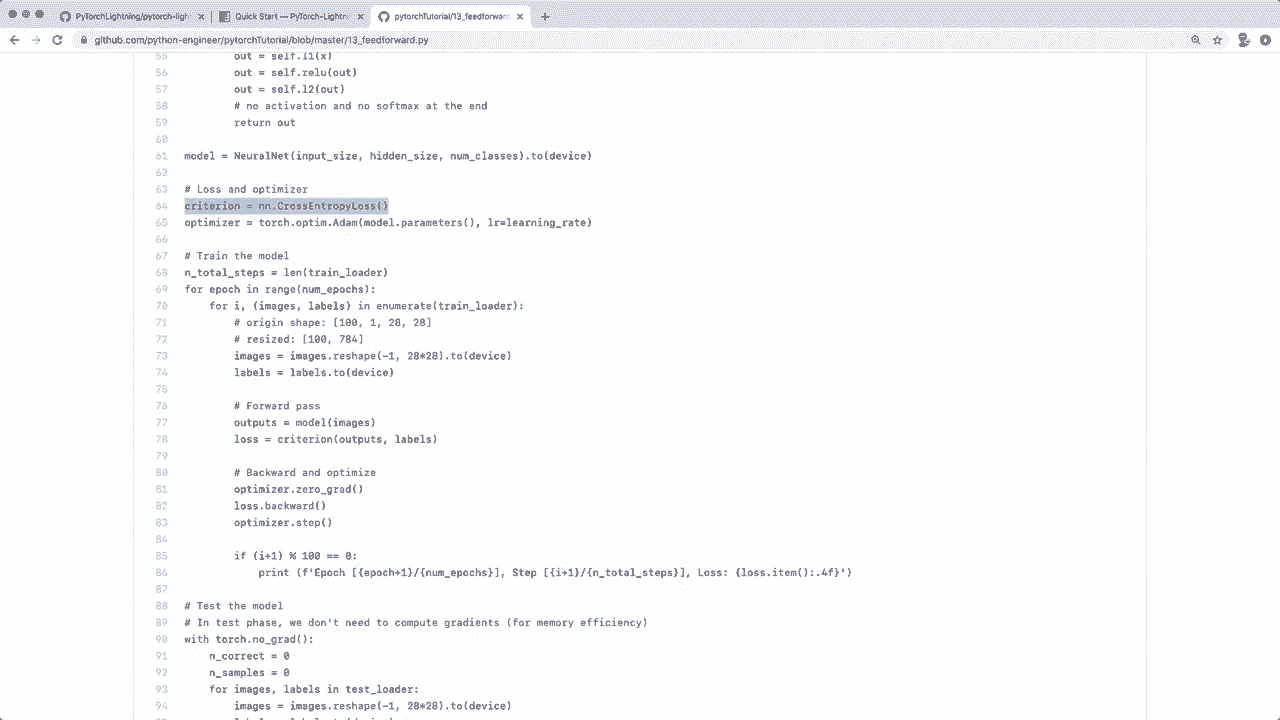 PyTorchLightning/pytorch-ligh
Quick Start — PyTorch-Lightn
pytorchTutorial/13_feedforward
github.com/python-engineer/pytorchTutorial/blob/master/13_feedforward.py
55 out = self.l1(x)
56 out = self.relu(out)
57 out = self.l2(out)
58 # no activation and no softmax at the end
59 return out
60
61 model = NeuralNet(input_size, hidden_size, num_classes).to(device)
62
63 # Loss and optimizer
64 criterion = nn.CrossEntropyLoss()
65 optimizer = torch.optim.Adam(model.parameters(), lr=learning_rate)
66
67 # Train the model
68 n_total_steps = len(train_loader)
69 for epoch in range(num_epochs):
70 for i, (images, labels) in enumerate(train_loader):
71 # origin shape: [100, 1, 28, 28]
72 # resized: [100, 784]
73 images = images.reshape(-1, 28*28).to(device)
74 labels = labels.to(device)
75
76 # Forward pass
77 outputs = model(images)
78 loss = criterion(outputs, labels)
79
80 # Backward and optimize
81 optimizer.zero_grad()
82 loss.backward()
83 optimizer.step()
84
85 if (i+1) % 100 == 0:
86 print (f'Epoch [{epoch+1}/{num_epochs}], Step [{i+1}/{n_total_steps}], Loss: {loss.item():.4f}')
87
88 # Test the model
89 # In test phase, we don't need to compute gradients (for memory efficiency)
90 with torch.no_grad():
91 n_correct = 0
92 n_samples = 0
93 for images, labels in test_loader:
94 images = images.reshape(-1, 28*28).to(device)